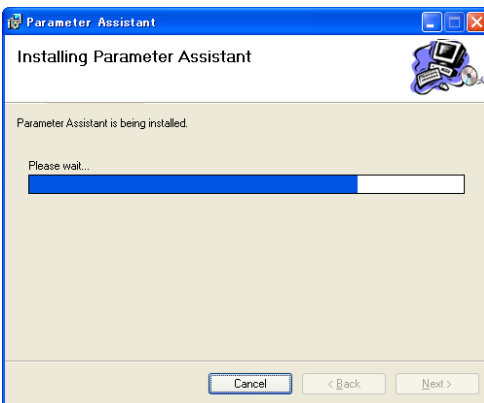 Parameter Assistant
Installing Parameter Assistant
Parameter Assistant is being installed.
Please wait...
Cancel
< Back
Next >